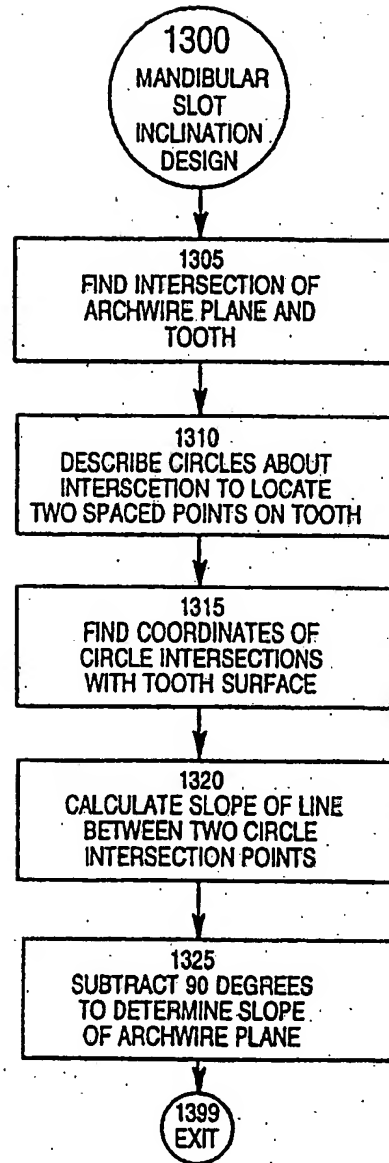 1300
MANDIBULAR
SLOT
INCLINATION
DESIGN
1305
FIND INTERSECTION OF
ARCHWIRE PLANE AND
TOOTH
1310
DESCRIBE CIRCLES ABOUT
INTERSCETION TO LOCATE
TWO SPACED POINTS ON TOOTH
1315
FIND COORDINATES OF
CIRCLE INTERSECTIONS
WITH TOOTH SURFACE
1320
CALCULATE SLOPE OF LINE
BETWEEN TWO CIRCLE
INTERSECTION POINTS
1325
SUBTRACT 90 DEGREES
TO DETERMINE SLOPE
OF ARCHWIRE PLANE
1399
EXIT